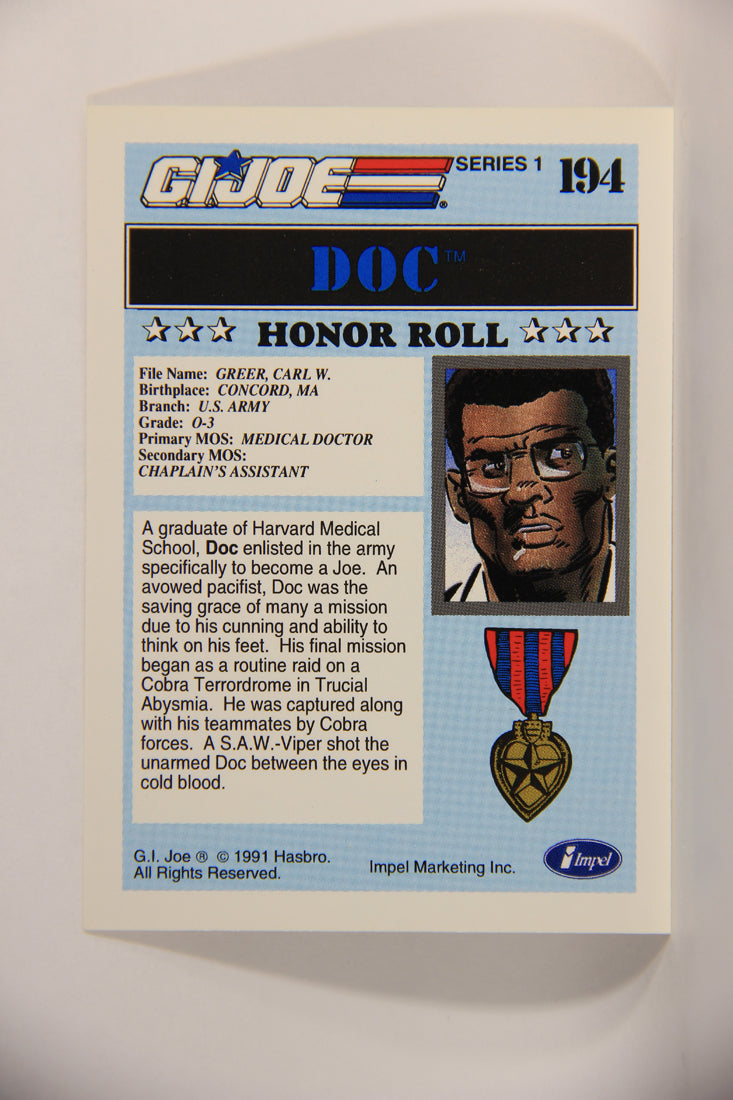 G.I. JOE ®
SERIES 1
194
DOC™
HONOR ROLL
File Name: GREER, CARL W.
Birthplace: CONCORD, MA
Branch: U.S. ARMY
Grade: O-3
Primary MOS: MEDICAL DOCTOR
Secondary MOS:
CHAPLAIN'S ASSISTANT
A graduate of Harvard Medical
School, Doc enlisted in the army
specifically to become a Joe. An
avowed pacifist, Doc was the
saving grace of many a mission
due to his cunning and ability to
think on his feet. His final mission
began as a routine raid on a
Cobra Terrordrome in Trucial
Abysmia. He was captured along
with his teammates by Cobra
forces. A S.A.W.-Viper shot the
unarmed Doc between the eyes in
cold blood.
G.I. Joe ® © 1991 Hasbro.
All Rights Reserved.
Impel Marketing Inc.
Impel